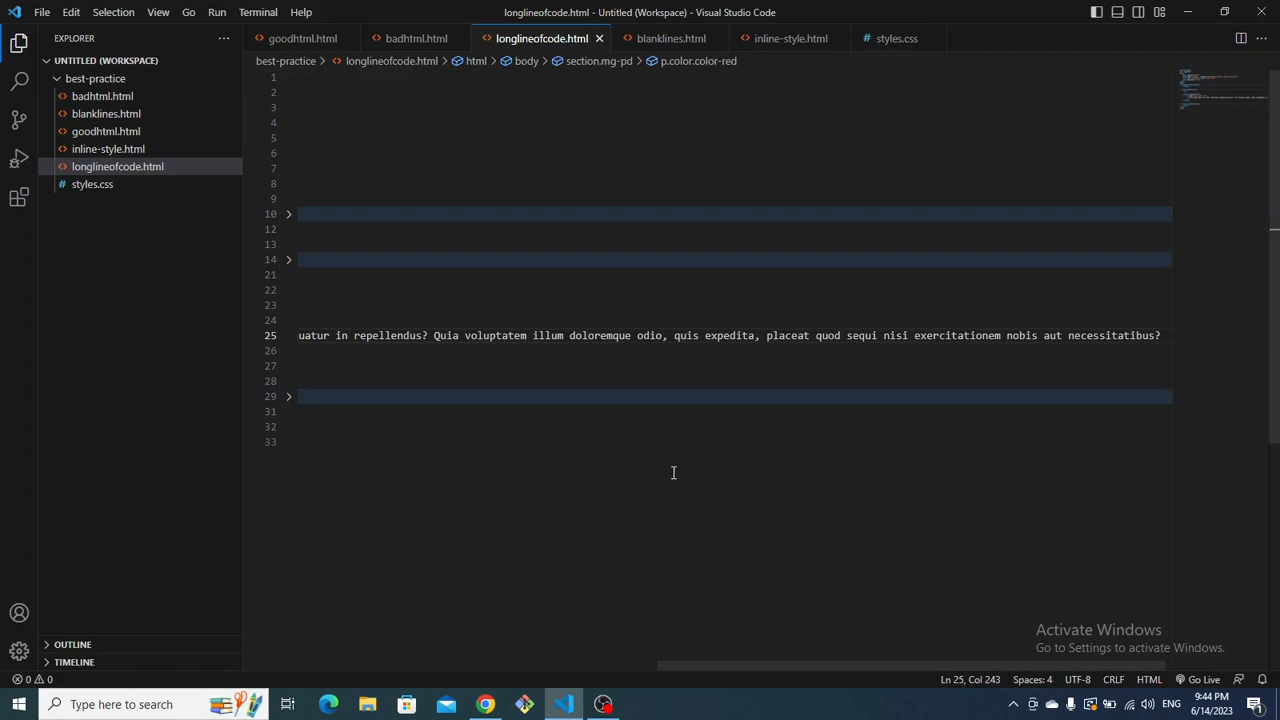 File Edit Selection View Go Run Terminal Help longlineofcode.html - Untitled (Workspace) - Visual Studio Code
EXPLORER ...
goodhtml.html badhtml.html longlineofcode.html blanklines.html inline-style.html styles.css
UNTITLED (WORKSPACE)
best-practice
badhtml.html
blanklines.html
goodhtml.html
inline-style.html
longlineofcode.html
styles.css
best-practice > longlineofcode.html > html > body > section.mg-pd > p.color.color-red
1
2
3
4
5
6
7
8
9
10
12
13
14
21
22
23
24
25 uatur in repellendus? Quia voluptatem illum doloremque odio, quis expedita, placeat quod sequi nisi exercitationem nobis aut necessitatibus?
26
27
28
29
31
32
33
OUTLINE
TIMELINE
Activate Windows
Go to Settings to activate Windows.
0 0 Ln 25, Col 243 Spaces: 4 UTF-8 CRLF HTML Go Live
Type here to search ENG 9:44 PM
6/14/2023 1